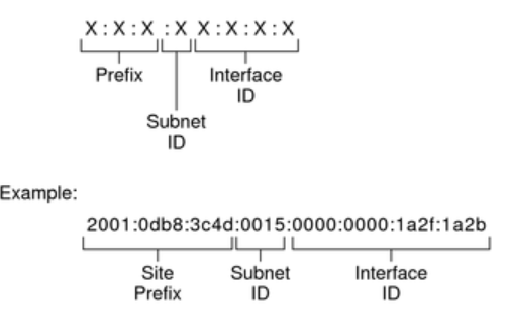 X : X : X : X X : X : X : X
Prefix Interface
ID
Subnet
ID
Example:
2001:0db8:3c4d:0015:0000:0000:1a2f:1a2b
Site Subnet Interface
Prefix ID ID